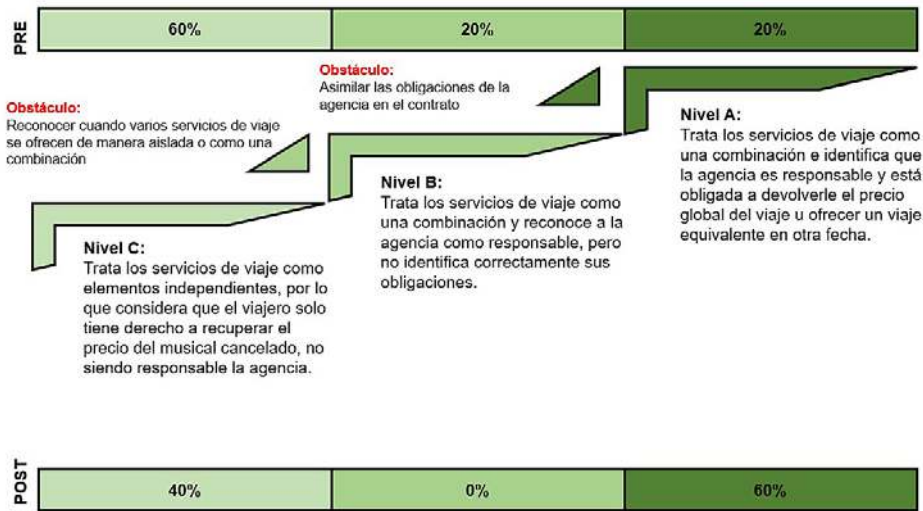 PRE
60%
20%
20%
Obstáculo:
Asimilar las obligaciones de la
agencia en el contrato
Obstáculo:
Reconocer cuando varios servicios de viaje
se ofrecen de manera aislada o como una
combinación
Nivel A:
Trata los servicios de viaje como
una combinación e identifica que
la agencia es responsable y está
obligada a devolverle el precio
global del viaje u ofrecer un viaje
equivalente en otra fecha.
Nivel B:
Trata los servicios de viaje como
una combinación y reconoce a la
agencia como responsable, pero
no identifica correctamente sus
obligaciones.
Nivel C:
Trata los servicios de viaje como
elementos independientes, por lo
que considera que el viajero solo
tiene derecho a recuperar el
precio del musical cancelado, no
siendo responsable la agencia.
POST
40%
0%
60%